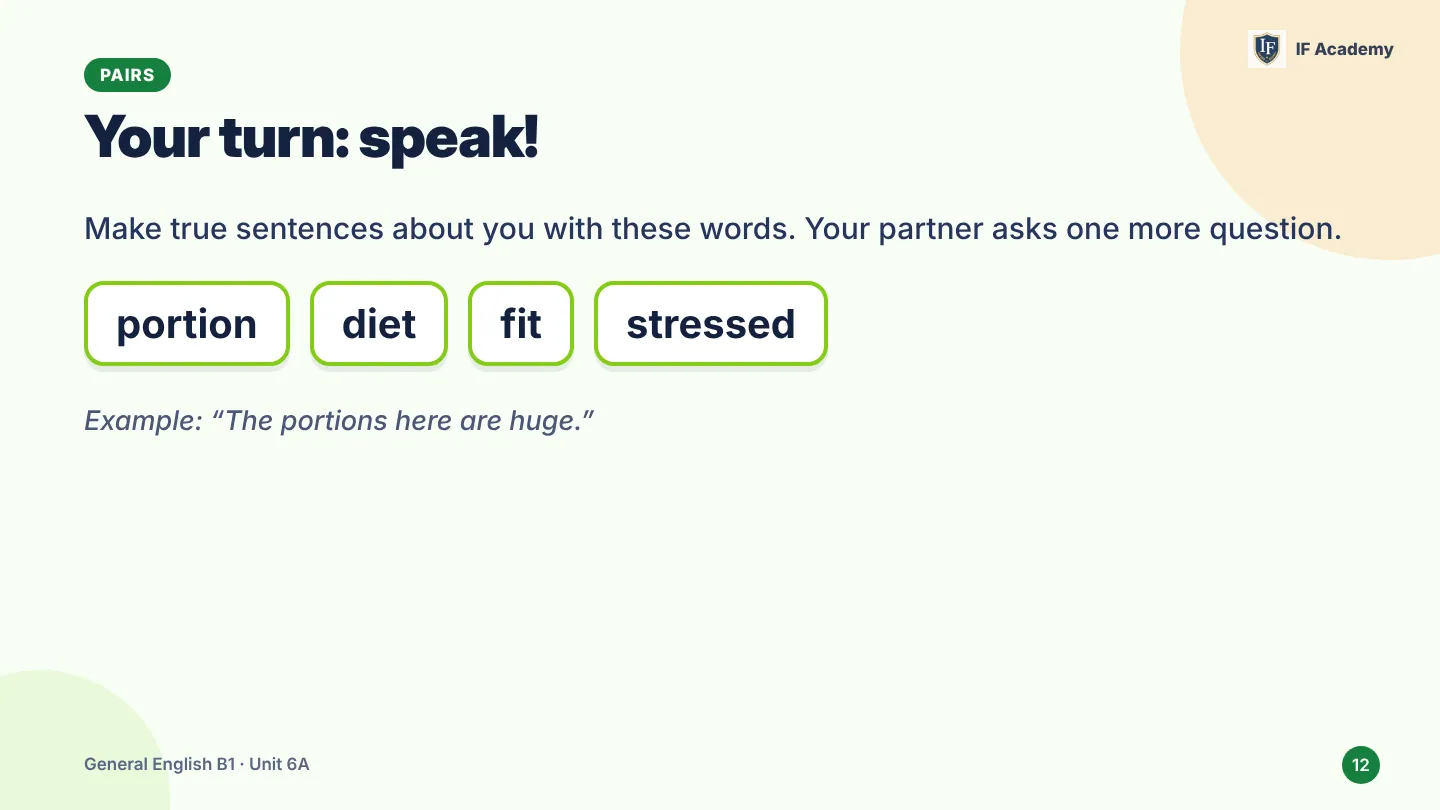 IF
IF Academy
PAIRS
Your turn: speak!
Make true sentences about you with these words. Your partner asks one more question.
portion diet fit stressed
Example: “The portions here are huge.”
General English B1 · Unit 6A
12